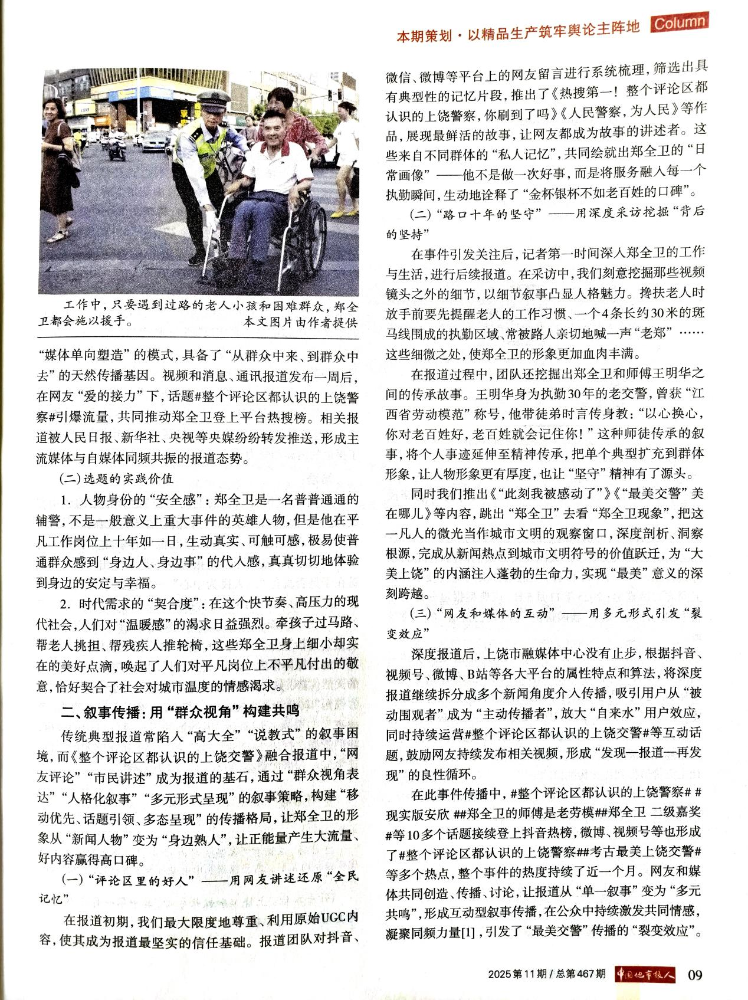 本期策划·以精品生产筑牢舆论主阵地 Column
工作中，只要遇到过路的老人小孩和困难群众，郑全
卫都会施以援手。 本文图片由作者提供
“媒体单向塑造”的模式，具备了“从群众中来、到群众中
去”的天然传播基因。视频和消息、通讯报道发布一周后，
在网友“爱的接力”下，话题#整个评论区都认识的上饶警
察#引爆流量，共同推动郑全卫登上平台热搜榜。相关报
道被人民日报、新华社、央视等央媒纷纷转发推送，形成主
流媒体与自媒体同频共振的报道态势。
（二）选题的实践价值
1. 人物身份的“安全感”：郑全卫是一名普普通通的
辅警，不是一般意义上重大事件的英雄人物，但是他在平
凡工作岗位上十年如一日，生动真实、可触可感，极易使普
通群众感到“身边人、身边事”的代入感，真真切切地体验
到身边的安定与幸福。
2. 时代需求的“契合度”：在这个快节奏、高压力的现
代社会，人们对“温暖感”的渴求日益强烈。牵孩子过马路、
帮老人挑担、帮残疾人推轮椅，这些郑全卫身上细小却实
在的美好点滴，唤起了人们对平凡岗位上不平凡付出的敬
意，恰好契合了社会对城市温度的情感渴求。
二、叙事传播：用“群众视角”构建共鸣
传统典型报道常陷入“高大全”“说教式”的叙事困
境，而《整个评论区都认识的上饶交警》融合报道中，“网
友评论”“市民讲述”成为报道的基石，通过“群众视角表
达”“人格化叙事”“多元形式呈现”的叙事策略，构建“移
动优先、话题引领、多态呈现”的传播格局，让郑全卫的形
象从“新闻人物”变为“身边熟人”，让正能量产生大流量、
好内容赢得高口碑。
（一）“评论区里的好人”——用网友讲述还原“全民
记忆”
在报道初期，我们最大限度地尊重、利用原始UGC内
容，使其成为报道最坚实的信任基础。报道团队对抖音、
微信、微博等平台上的网友留言进行系统梳理，筛选出具
有典型性的记忆片段，推出了《热搜第一！整个评论区都
认识的上饶警察，你刷到了吗》《人民警察，为人民》等作
品，展现最鲜活的故事，让网友都成为故事的讲述者。这
些来自不同群体的“私人记忆”，共同绘就出郑全卫的“日
常画像”——他不是做一次好事，而是将服务融入每一个
执勤瞬间，生动地诠释了“金杯银杯不如老百姓的口碑”。
（二）“路口十年的坚守”——用深度采访挖掘“背后
的坚持”
在事件引发关注后，记者第一时间深入郑全卫的工作
与生活，进行后续报道。在采访中，我们刻意挖掘那些视频
镜头之外的细节，以细节叙事凸显人格魅力。搀扶老人时
放手前要先提醒老人的工作习惯、一个4条长约30米的斑
马线围成的执勤区域、常被路人亲切地喊一声“老郑”……
这些细微之处，使郑全卫的形象更加血肉丰满。
在报道过程中，团队还挖掘出郑全卫和师傅王明华之
间的传承故事。王明华身为执勤30年的老交警，曾获“江
西省劳动模范”称号，他带徒弟时言传身教：“以心换心，
你对老百姓好，老百姓就会记住你！”这种师徒传承的叙
事，将个人事迹延伸至精神传承，把单个典型扩充到群体
形象，让人物形象更有厚度，也让“坚守”精神有了源头。
同时我们推出《“此刻我被感动了”》《“最美交警”美
在哪儿》等内容，跳出“郑全卫”去看“郑全卫现象”，把这
一凡人的微光当作城市文明的观察窗口，深度剖析、洞察
根源，完成从新闻热点到城市文明符号的价值跃迁，为“大
美上饶”的内涵注入蓬勃的生命力，实现“最美”意义的深
刻跨越。
（三）“网友和媒体的互动”——用多元形式引发“裂
变效应”
深度报道后，上饶市融媒体中心没有止步，根据抖音、
视频号、微博、B站等各大平台的属性特点和算法，将深度
报道继续拆分成多个新闻角度介入传播，吸引用户从“被
动围观者”成为“主动传播者”，放大“自来水”用户效应，
同时持续运营#整个评论区都认识的上饶交警#等互动话
题，鼓励网友持续发布相关视频，形成“发现—报道—再发
现”的良性循环。
在此事件传播中，#整个评论区都认识的上饶警察# #
现实版安欣 ##郑全卫的师傅是老劳模##郑全卫 二级嘉奖
#等10多个话题接续登上抖音热榜，微博、视频号等也形成
了#整个评论区都认识的上饶警察##考古最美上饶交警#
等多个热点，整个事件的热度持续了近一个月。网友和媒
体共同创造、传播、讨论，让报道从“单一叙事”变为“多元
共鸣”，形成互动型叙事传播，在公众中持续激发共同情感，
凝聚同频力量[1]，引发了“最美交警”传播的“裂变效应”。
2025第11期/总第467期 中国地市报人 09